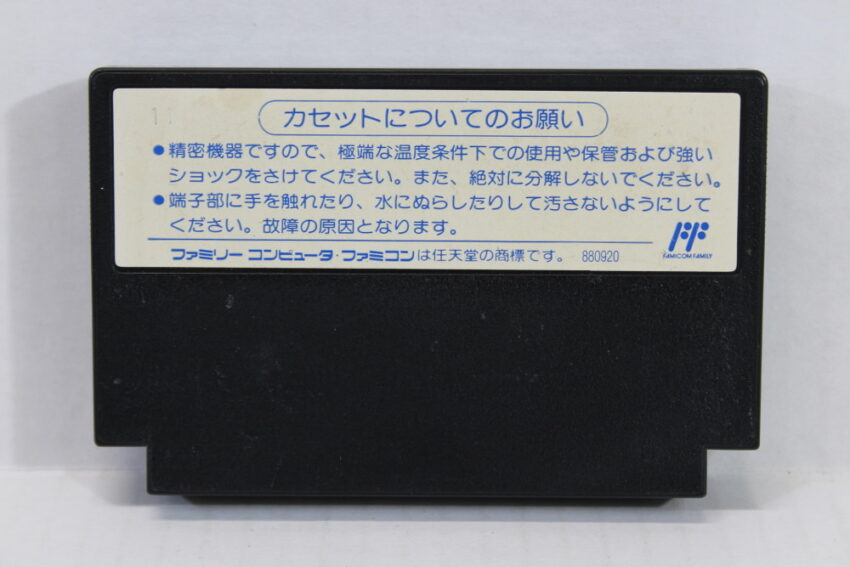 11
カセットについてのお願い
●精密機器ですので、極端な温度条件下での使用や保管および強い
ショックをさけてください。また、絶対に分解しないでください。
●端子部に手を触れたり、水にぬらしたりして汚さないようにして
ください。故障の原因となります。
FAMICOM FAMILY
ファミリー コンピュータ・ファミコンは任天堂の商標です。 880920